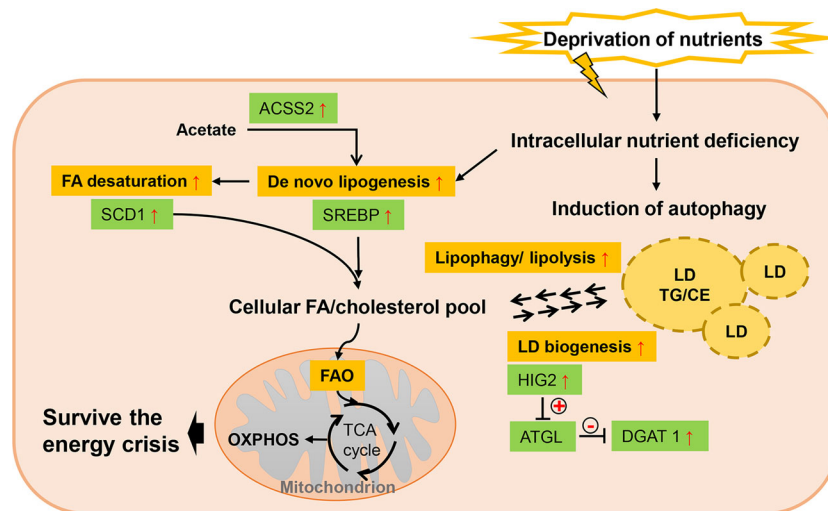 Deprivation of nutrients
ACSS2 ↑
Acetate
Intracellular nutrient deficiency
FA desaturation ↑
De novo lipogenesis ↑
SCD1 ↑
SREBP ↑
Induction of autophagy
Lipophagy/ lipolysis ↑
LD
TG/CE
LD
LD
Cellular FA/cholesterol pool
LD biogenesis ↑
HIG2 ↑
+
ATGL
-
DGAT 1 ↑
FAO
TCA
cycle
OXPHOS
Mitochondrion
Survive the
energy crisis